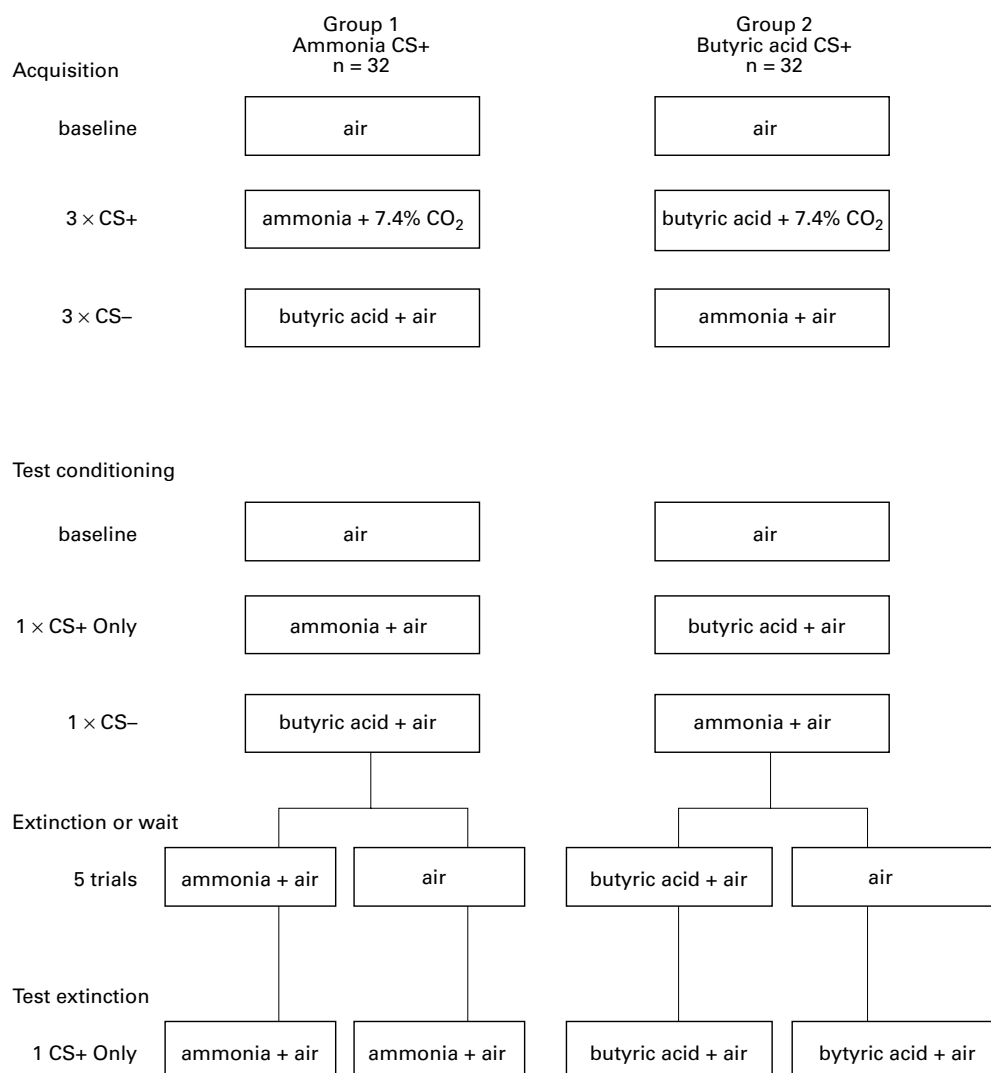 Group 1
Ammonia CS+
n = 32
Group 2
Butyric acid CS+
n = 32
Acquisition
baseline
air
air
3 × CS+
ammonia + 7.4% CO₂
butyric acid + 7.4% CO₂
3 × CS–
butyric acid + air
ammonia + air
Test conditioning
baseline
air
air
1 × CS+ Only
ammonia + air
butyric acid + air
1 × CS–
butyric acid + air
ammonia + air
Extinction or wait
5 trials
ammonia + air
air
butyric acid + air
air
Test extinction
1 CS+ Only
ammonia + air
ammonia + air
butyric acid + air
bytyric acid + air